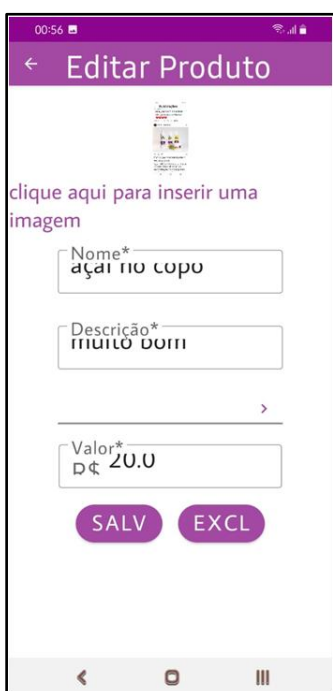 00:56
Editar Produto
clique aqui para inserir uma
imagem
Nome*
açaí no copo
Descrição*
muito bom
Valor*
R$ 20.0
SALV
EXCL